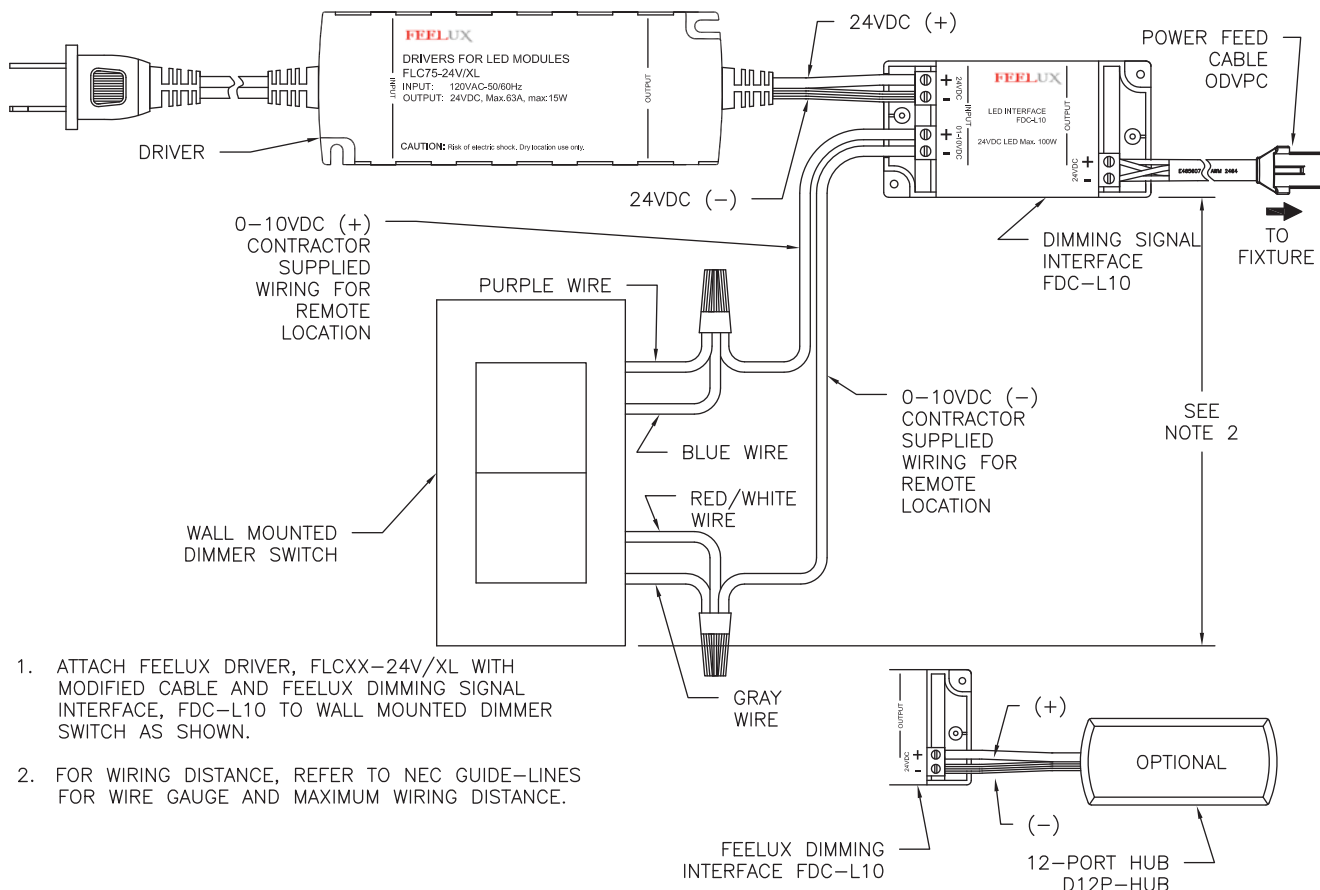 FEELUX
DRIVERS FOR LED MODULES
FLC75-24V/XL
INPUT: 120VAC-50/60Hz
OUTPUT: 24VDC, Max.63A, max:15W
CAUTION: Risk of electric shock. Dry location use only.
INPUT
OUTPUT
DRIVER
24VDC (+)
24VDC (-)
FEELUX
LED INTERFACE
FDC-L10
24VDC LED Max. 100W
24VDC
+
-
01-10VDC
+
-
INPUT
OUTPUT
24VDC
+
-
E465607 AWM 2464
POWER FEED
CABLE
ODVPC
TO
FIXTURE
DIMMING SIGNAL
INTERFACE
FDC-L10
0-10VDC (+)
CONTRACTOR
SUPPLIED
WIRING FOR
REMOTE
LOCATION
PURPLE WIRE
BLUE WIRE
RED/WHITE
WIRE
GRAY
WIRE
0-10VDC (-)
CONTRACTOR
SUPPLIED
WIRING FOR
REMOTE
LOCATION
SEE
NOTE 2
WALL MOUNTED
DIMMER SWITCH
1. ATTACH FEELUX DRIVER, FLCXX-24V/XL WITH
MODIFIED CABLE AND FEELUX DIMMING SIGNAL
INTERFACE, FDC-L10 TO WALL MOUNTED DIMMER
SWITCH AS SHOWN.
2. FOR WIRING DISTANCE, REFER TO NEC GUIDE-LINES
FOR WIRE GAUGE AND MAXIMUM WIRING DISTANCE.
OUTPUT
24VDC
+
-
(+)
(-)
OPTIONAL
FEELUX DIMMING
INTERFACE FDC-L10
12-PORT HUB
D12P-HUB